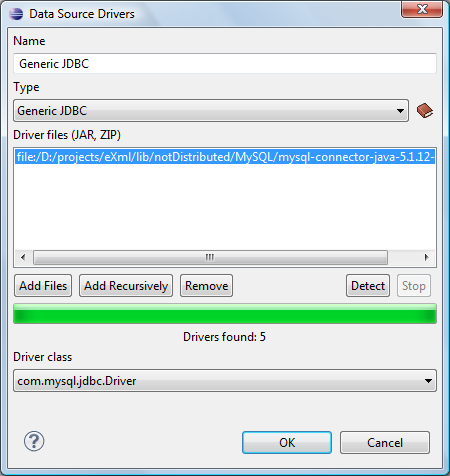 Data Source Drivers
Name
Generic JDBC
Type
Generic JDBC
Driver files (JAR, ZIP)
file:/D:/projects/eXml/lib/notDistributed/MySQL/mysql-connector-java-5.1.12-
Add Files Add Recursively Remove Detect Stop
Drivers found: 5
Driver class
com.mysql.jdbc.Driver
? OK Cancel